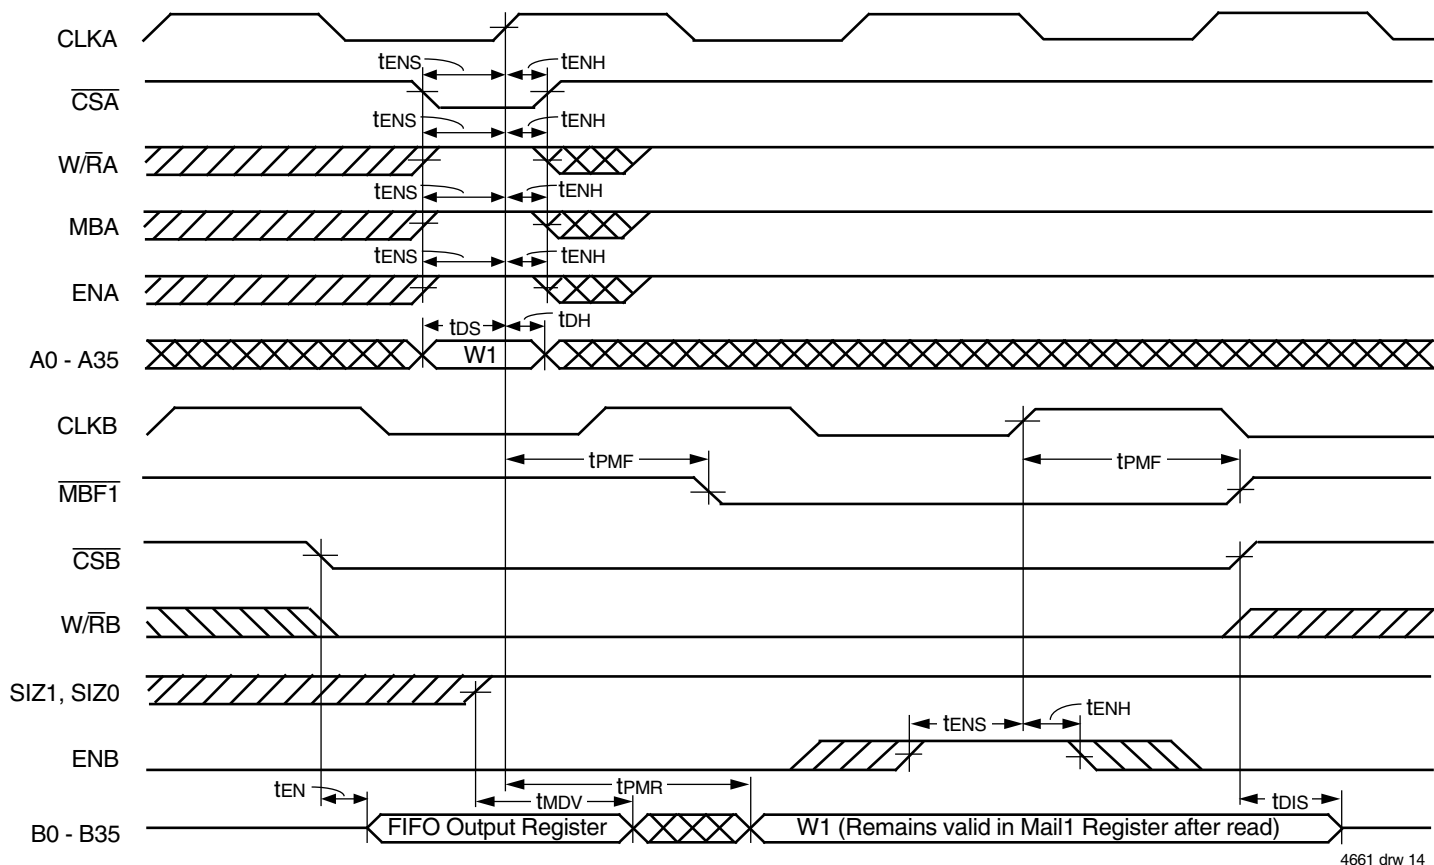 CLKA
tENS tENH
CSA
tENS tENH
W/RA
tENS tENH
MBA
tENS tENH
ENA
tDS tDH
A0 - A35 W1
CLKB
tPMF tPMF
MBF1
CSB
W/RB
SIZ1, SIZ0
tENS tENH
ENB
tEN tPMR
tMDV tDIS
B0 - B35 FIFO Output Register W1 (Remains valid in Mail1 Register after read)
4661 drw 14